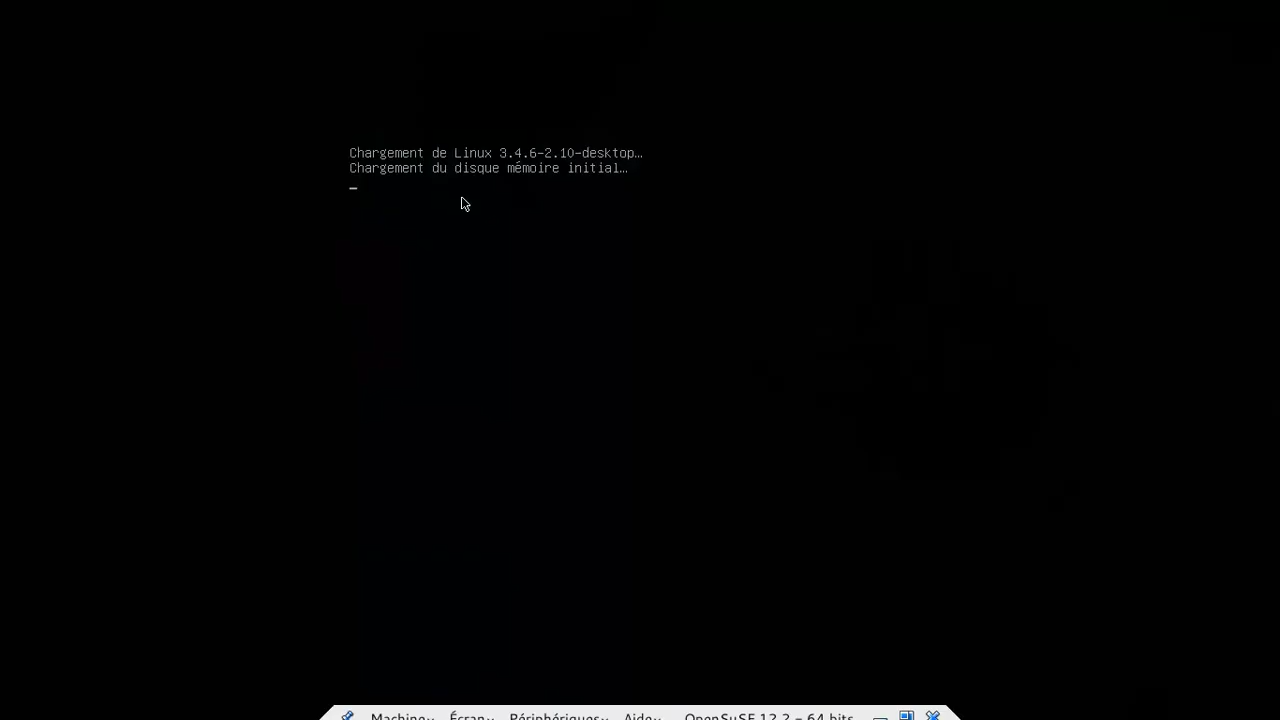 Chargement de Linux 3.4.6-2.10-desktop…
Chargement du disque mémoire initial…
Machine Écran Périphériques Aide OpenSuSE 12.2 - 64 bits